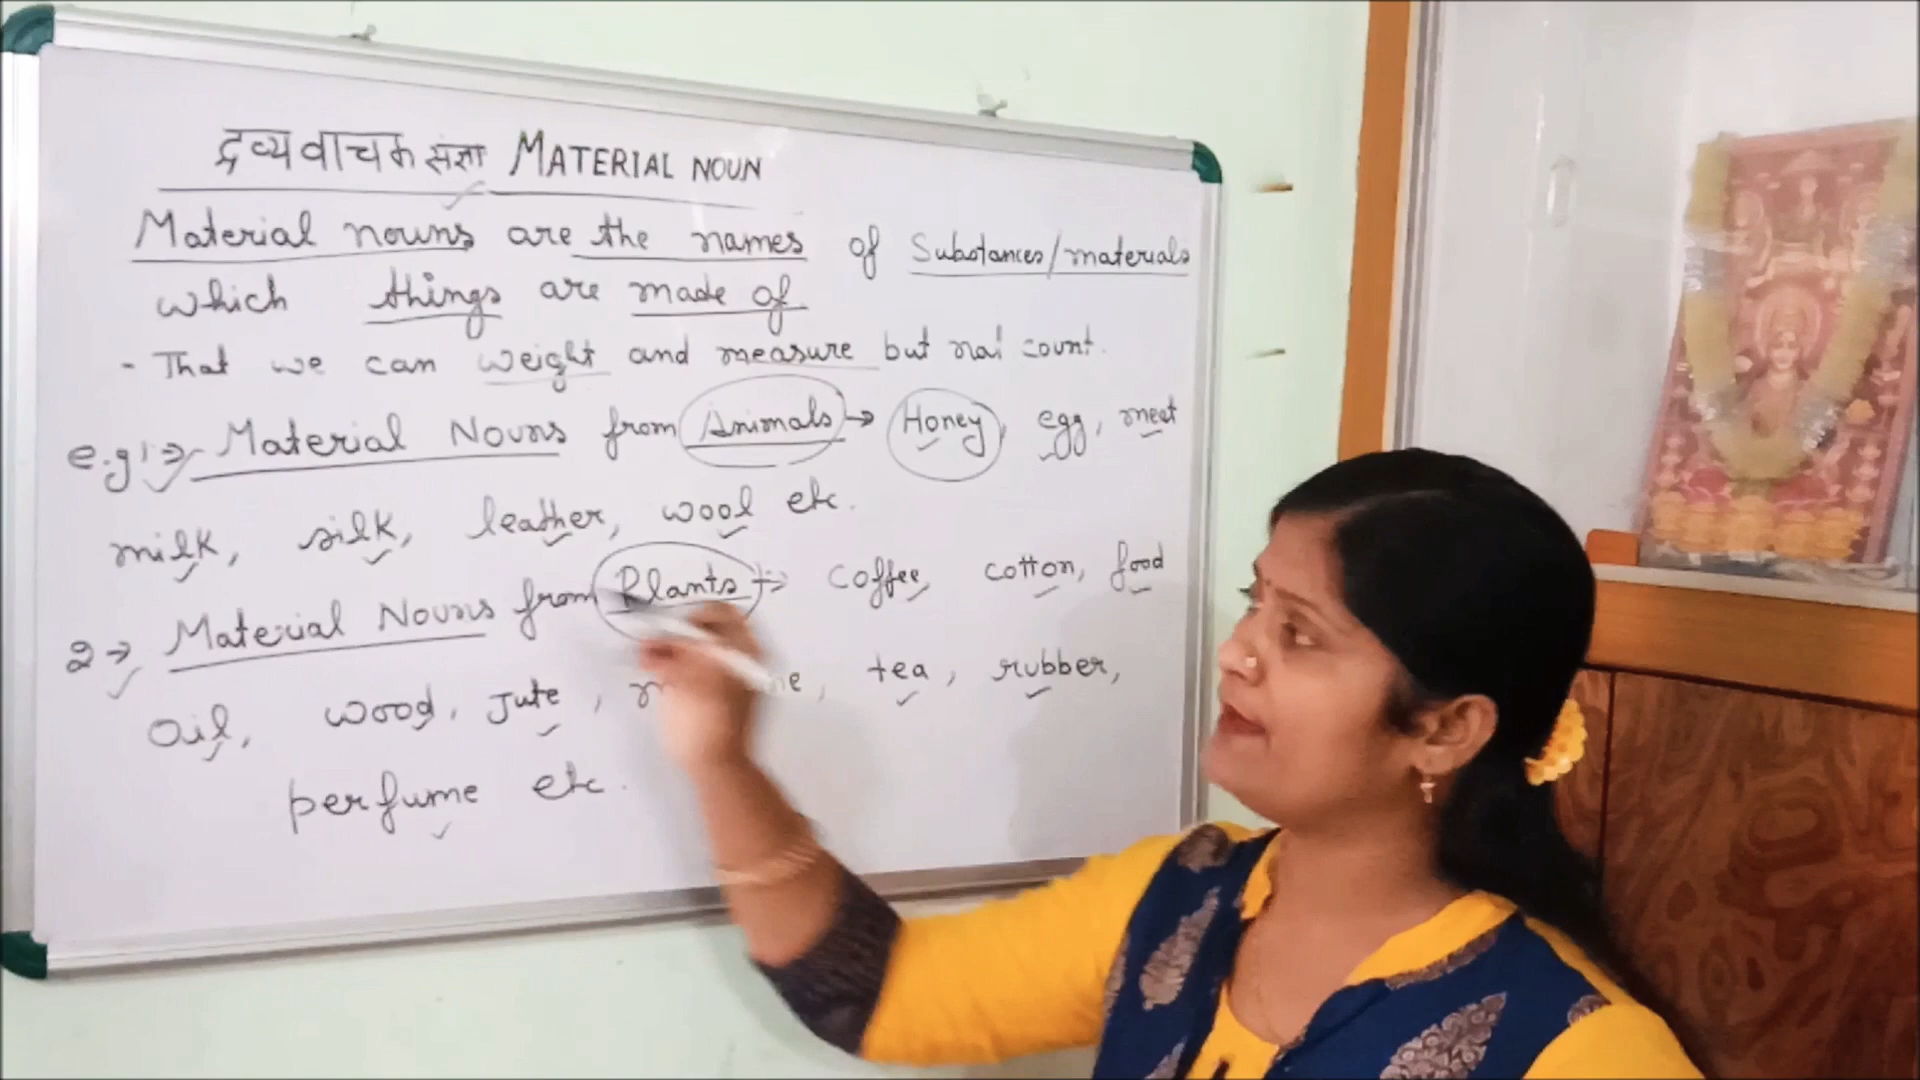 द्रव्यवाचक संज्ञा MATERIAL NOUN
Material nouns are the names of Substances/materials
which things are made of
- That we can weight and measure but not count.
e.g 1→ Material Nouns from Animals → Honey, egg, meat
milk, silk, leather, wool etc.
2→ Material Nouns from Plants → coffee, cotton, food
Oil, wood, Jute, tea, rubber,
perfume etc.